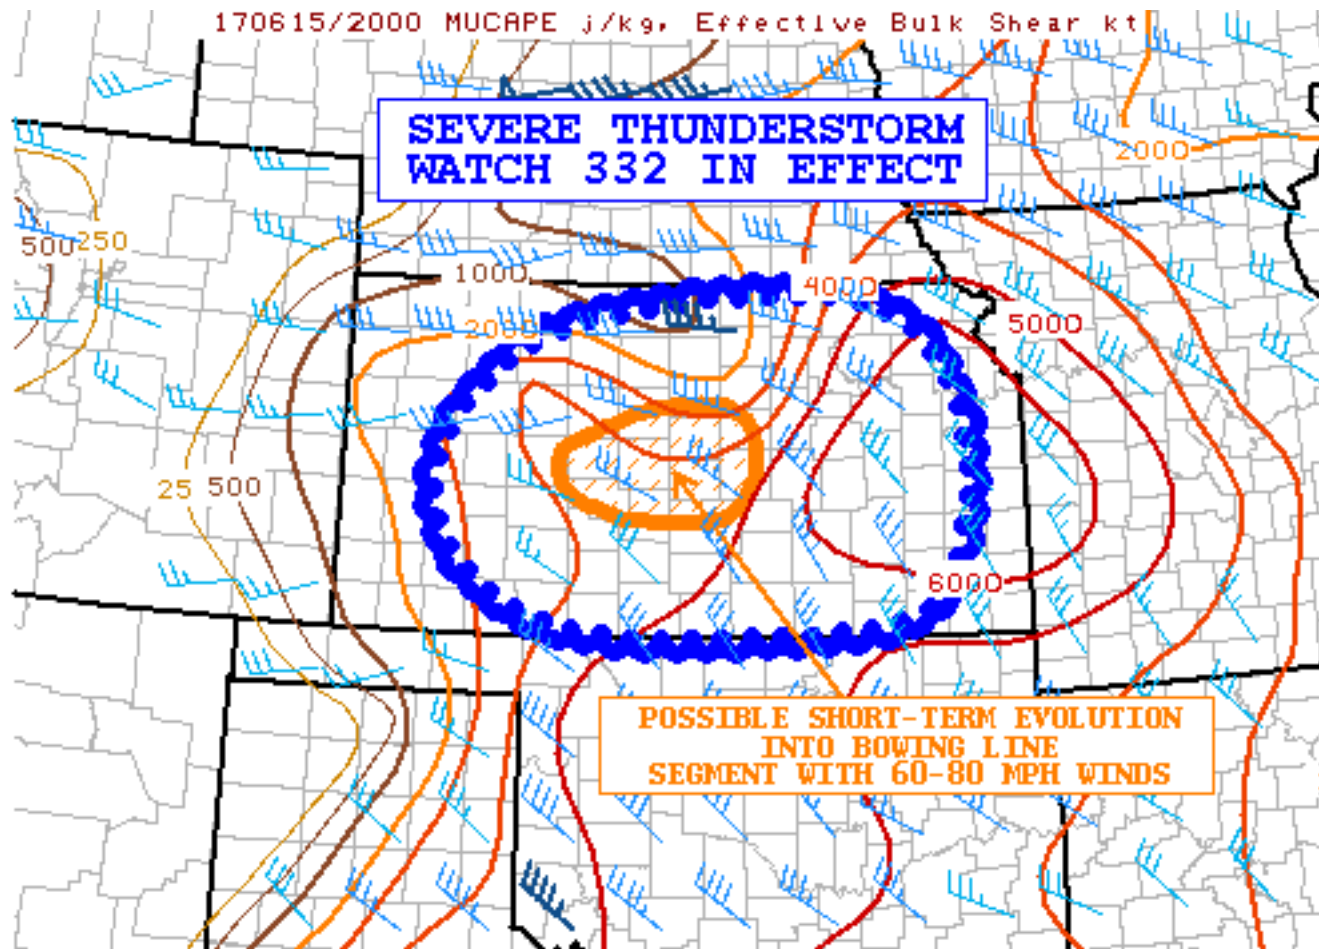 170615/2000 MUCAPE j/kg, Effective Bulk Shear kt
SEVERE THUNDERSTORM
WATCH 332 IN EFFECT
2000
500
250
1000
4000
5000
2000
25
500
6000
POSSIBLE SHORT-TERM EVOLUTION
INTO BOWING LINE
SEGMENT WITH 60-80 MPH WINDS